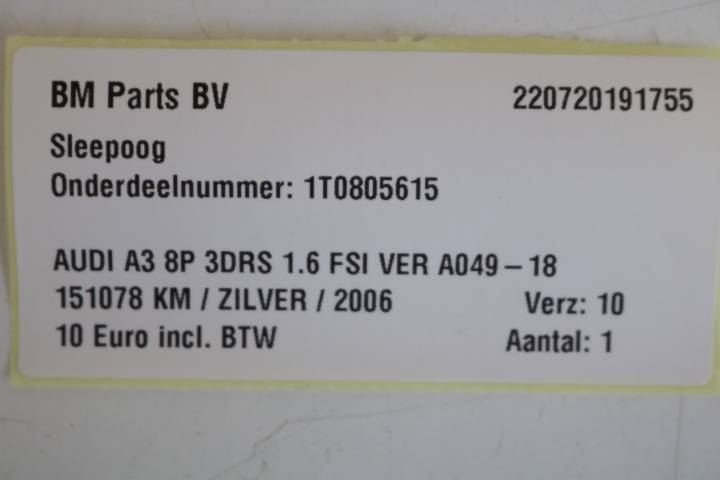 BM Parts BV 220720191755
Sleepoog
Onderdeelnummer: 1T0805615
AUDI A3 8P 3DRS 1.6 FSI VER A049 – 18
151078 KM / ZILVER / 2006 Verz: 10
10 Euro incl. BTW Aantal: 1